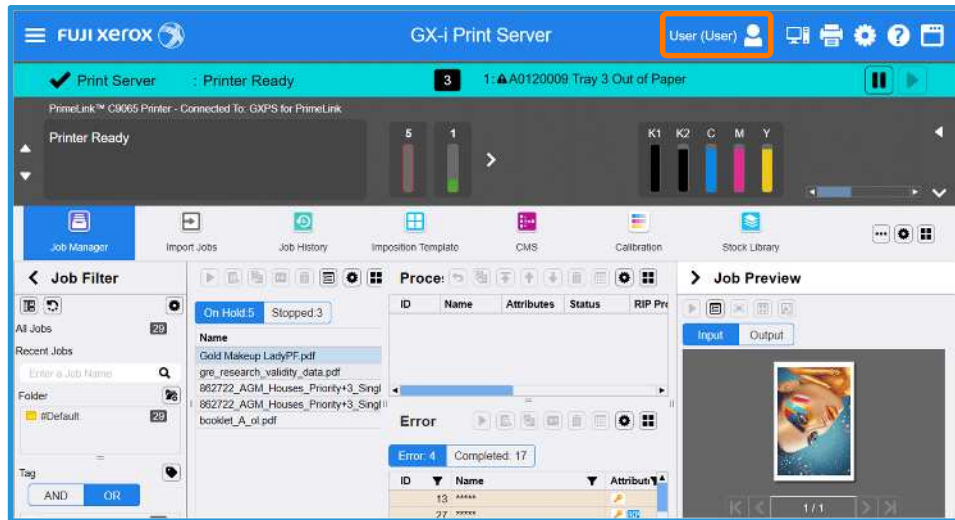 FUJI XEROX
GX-i Print Server
User (User)
Print Server : Printer Ready
3
1: A0120009 Tray 3 Out of Paper
PrimeLink™ C9065 Printer - Connected To: GXPS for PrimeLink
Printer Ready
5 1
K1 K2 C M Y
Job Manager
Import Jobs
Job History
Imposition Template
CMS
Calibration
Stock Library
Job Filter
All Jobs 29
Recent Jobs
Enter a Job Name
Folder
#Default 29
Tag
AND OR
On Hold:5 Stopped:3
Name
Gold Makeup LadyPF.pdf
gre_research_validity_data.pdf
862722_AGM_Houses_Priority+3_Singl
862722_AGM_Houses_Priority+3_Singl
booklet_A_ol.pdf
Proce
ID Name Attributes Status RIP Pr
Error
Error: 4 Completed: 17
ID Name Attribut
13 *****
27 *****
Job Preview
Input Output
1 / 1